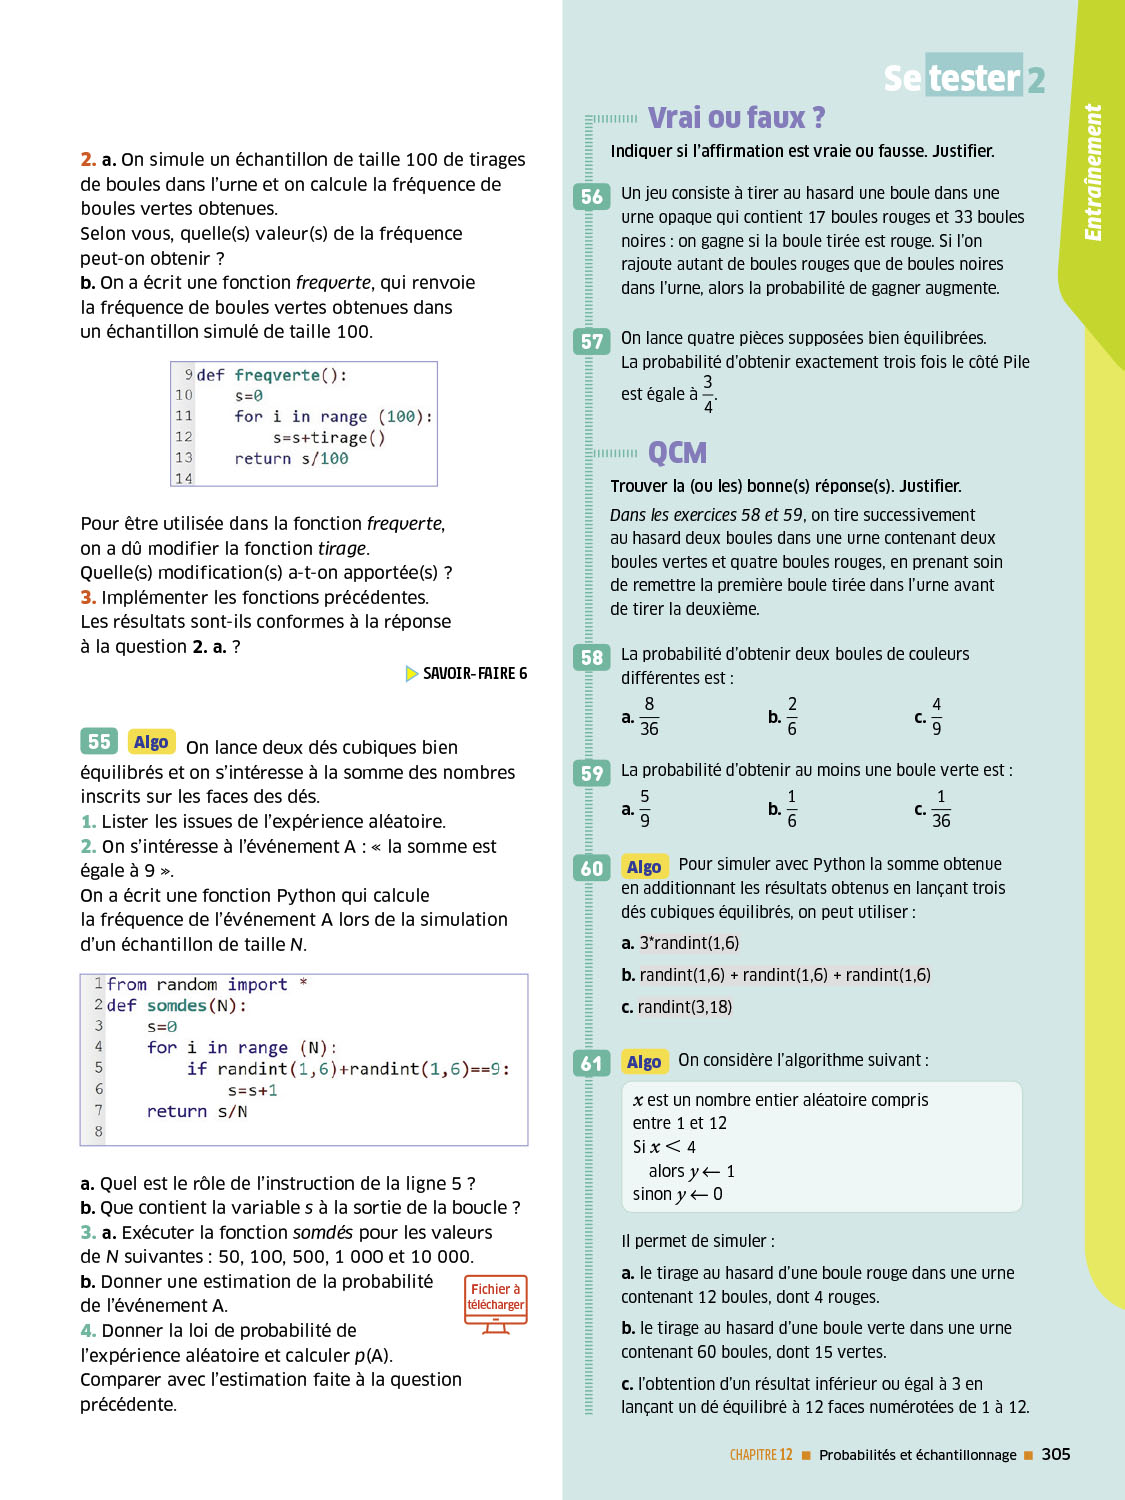 2. a. On simule un échantillon de taille 100 de tirages
de boules dans l'urne et on calcule la fréquence de
boules vertes obtenues.
Selon vous, quelle(s) valeur(s) de la fréquence
peut-on obtenir ?
b. On a écrit une fonction freqverte, qui renvoie
la fréquence de boules vertes obtenues dans
un échantillon simulé de taille 100.
9 def freqverte():
10 s=0
11 for i in range (100):
12 s=s+tirage()
13 return s/100
14
Pour être utilisée dans la fonction freqverte,
on a dû modifier la fonction tirage.
Quelle(s) modification(s) a-t-on apportée(s) ?
3. Implémenter les fonctions précédentes.
Les résultats sont-ils conformes à la réponse
à la question 2. a. ?
SAVOIR-FAIRE 6
55 Algo On lance deux dés cubiques bien
équilibrés et on s'intéresse à la somme des nombres
inscrits sur les faces des dés.
1. Lister les issues de l'expérience aléatoire.
2. On s'intéresse à l'événement A : « la somme est
égale à 9 ».
On a écrit une fonction Python qui calcule
la fréquence de l'événement A lors de la simulation
d'un échantillon de taille N.
1 from random import *
2 def somdes(N):
3 s=0
4 for i in range (N):
5 if randint(1,6)+randint(1,6)==9:
6 s=s+1
7 return s/N
8
a. Quel est le rôle de l'instruction de la ligne 5 ?
b. Que contient la variable s à la sortie de la boucle ?
3. a. Exécuter la fonction somdés pour les valeurs
de N suivantes : 50, 100, 500, 1 000 et 10 000.
b. Donner une estimation de la probabilité
de l'événement A.
Fichier à
télécharger
4. Donner la loi de probabilité de
l'expérience aléatoire et calculer p(A).
Comparer avec l'estimation faite à la question
précédente.
Se tester 2
Entraînement
Vrai ou faux ?
Indiquer si l'affirmation est vraie ou fausse. Justifier.
56 Un jeu consiste à tirer au hasard une boule dans une
urne opaque qui contient 17 boules rouges et 33 boules
noires : on gagne si la boule tirée est rouge. Si l'on
rajoute autant de boules rouges que de boules noires
dans l'urne, alors la probabilité de gagner augmente.
57 On lance quatre pièces supposées bien équilibrées.
La probabilité d'obtenir exactement trois fois le côté Pile
est égale à 3/4.
QCM
Trouver la (ou les) bonne(s) réponse(s). Justifier.
Dans les exercices 58 et 59, on tire successivement
au hasard deux boules dans une urne contenant deux
boules vertes et quatre boules rouges, en prenant soin
de remettre la première boule tirée dans l'urne avant
de tirer la deuxième.
58 La probabilité d'obtenir deux boules de couleurs
différentes est :
a. 8/36 b. 2/6 c. 4/9
59 La probabilité d'obtenir au moins une boule verte est :
a. 5/9 b. 1/6 c. 1/36
60 Algo Pour simuler avec Python la somme obtenue
en additionnant les résultats obtenus en lançant trois
dés cubiques équilibrés, on peut utiliser :
a. 3*randint(1,6)
b. randint(1,6) + randint(1,6) + randint(1,6)
c. randint(3,18)
61 Algo On considère l'algorithme suivant :
x est un nombre entier aléatoire compris
entre 1 et 12
Si x < 4
alors y ← 1
sinon y ← 0
Il permet de simuler :
a. le tirage au hasard d'une boule rouge dans une urne
contenant 12 boules, dont 4 rouges.
b. le tirage au hasard d'une boule verte dans une urne
contenant 60 boules, dont 15 vertes.
c. l'obtention d'un résultat inférieur ou égal à 3 en
lançant un dé équilibré à 12 faces numérotées de 1 à 12.
CHAPITRE 12 ■ Probabilités et échantillonnage ■ 305